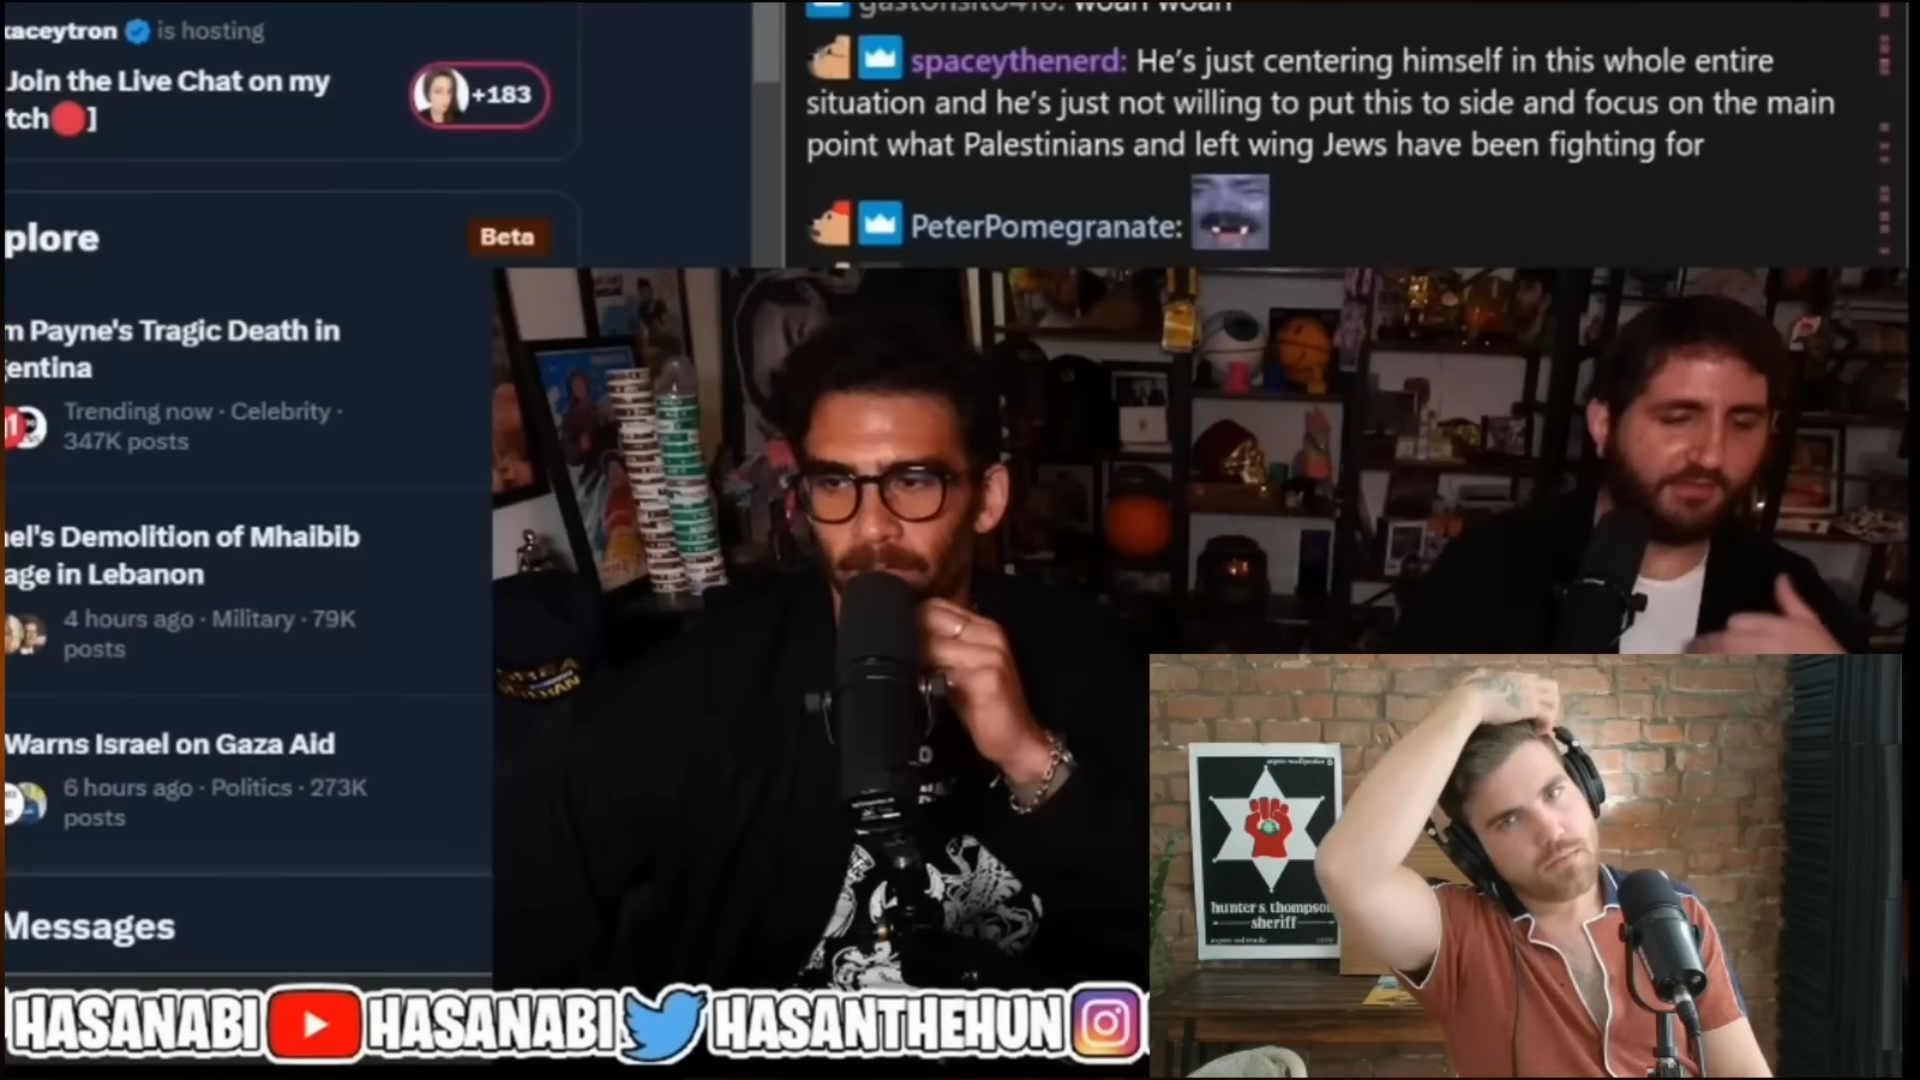 is hosting
Join the Live Chat on my
+183
plore
Beta
Payne's Tragic Death in
Trending now · Celebrity ·
347K posts
Demolition of Mhaibib
in Lebanon
4 hours ago · Military · 79K
posts
Warns Israel on Gaza Aid
6 hours ago · Politics · 273K
posts
Messages
spaceythenerd: He's just centering himself in this whole entire
situation and he's just not willing to put this to side and focus on the main
point what Palestinians and left wing Jews have been fighting for
PeterPomegranate:
hunter s. thompson
sheriff
HASANABI HASANABI HASANTHEHUN